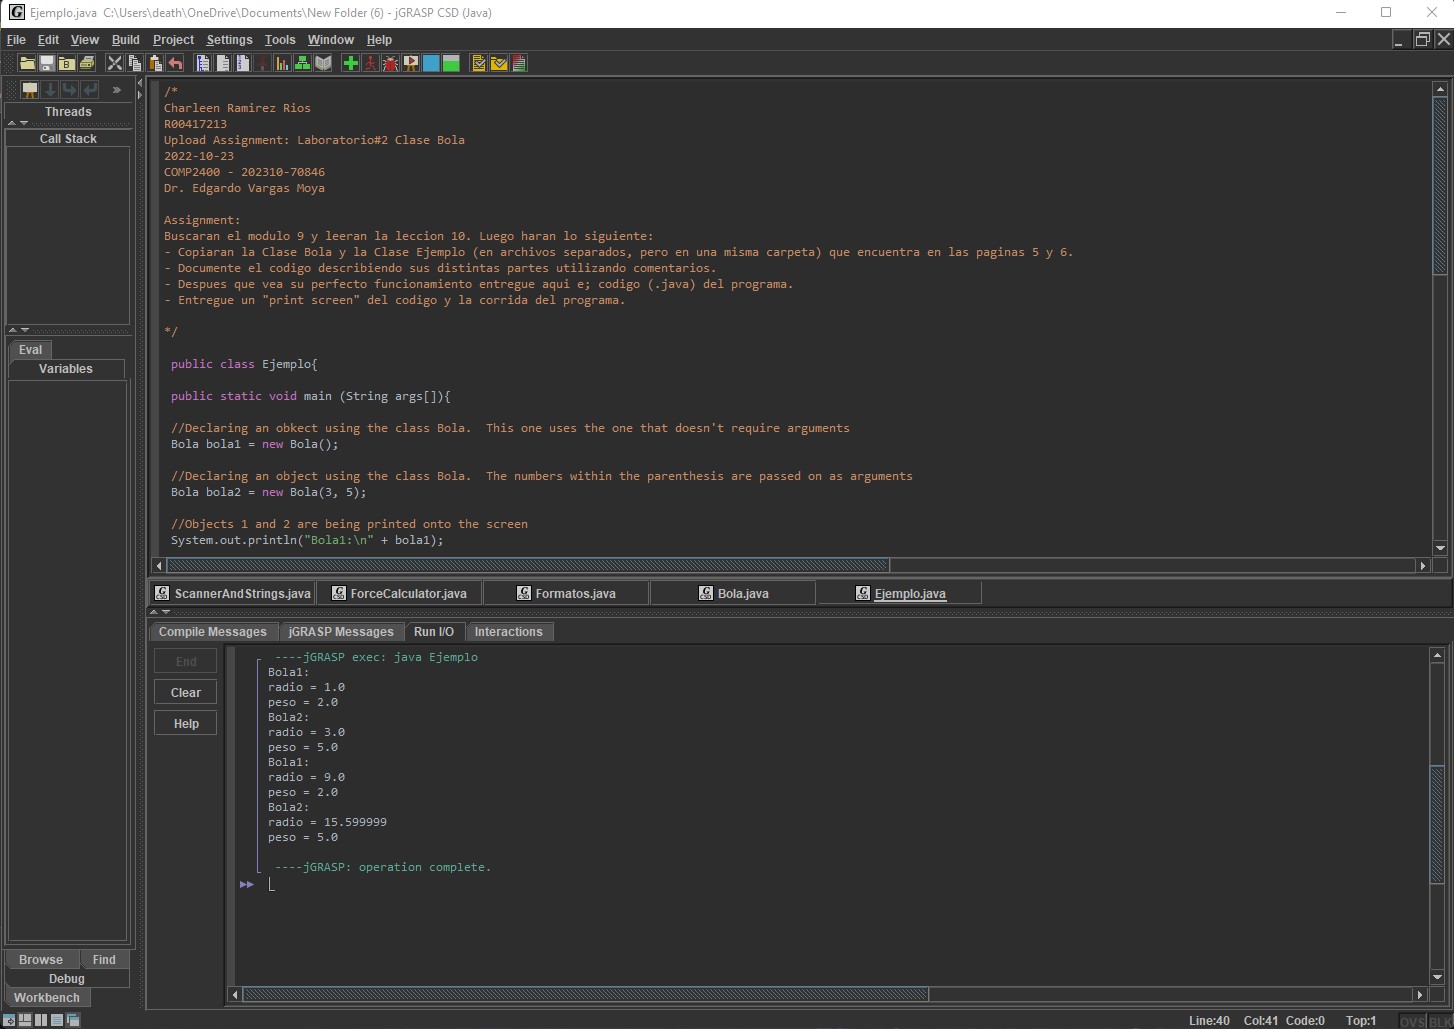 Ejemplo.java C:\Users\death\OneDrive\Documents\New Folder (6) - jGRASP CSD (Java)
File Edit View Build Project Settings Tools Window Help
Threads
Call Stack
Eval
Variables
/*
Charleen Ramirez Rios
R00417213
Upload Assignment: Laboratorio#2 Clase Bola
2022-10-23
COMP2400 - 202310-70846
Dr. Edgardo Vargas Moya
Assignment:
Buscaran el modulo 9 y leeran la leccion 10. Luego haran lo siguiente:
- Copiaran la Clase Bola y la Clase Ejemplo (en archivos separados, pero en una misma carpeta) que encuentra en las paginas 5 y 6.
- Documente el codigo describiendo sus distintas partes utilizando comentarios.
- Despues que vea su perfecto funcionamiento entregue aqui e; codigo (.java) del programa.
- Entregue un "print screen" del codigo y la corrida del programa.
*/
public class Ejemplo{
public static void main (String args[]){
//Declaring an obkect using the class Bola.  This one uses the one that doesn't require arguments
Bola bola1 = new Bola();
//Declaring an object using the class Bola.  The numbers within the parenthesis are passed on as arguments
Bola bola2 = new Bola(3, 5);
//Objects 1 and 2 are being printed onto the screen
System.out.println("Bola1:\n" + bola1);
ScannerAndStrings.java ForceCalculator.java Formatos.java Bola.java Ejemplo.java
Compile Messages jGRASP Messages Run I/O Interactions
End
Clear
Help
----jGRASP exec: java Ejemplo
Bola1:
radio = 1.0
peso = 2.0
Bola2:
radio = 3.0
peso = 5.0
Bola1:
radio = 9.0
peso = 2.0
Bola2:
radio = 15.599999
peso = 5.0
----jGRASP: operation complete.
Browse Find
Debug
Workbench
Line:40 Col:41 Code:0 Top:1 OVS BLK